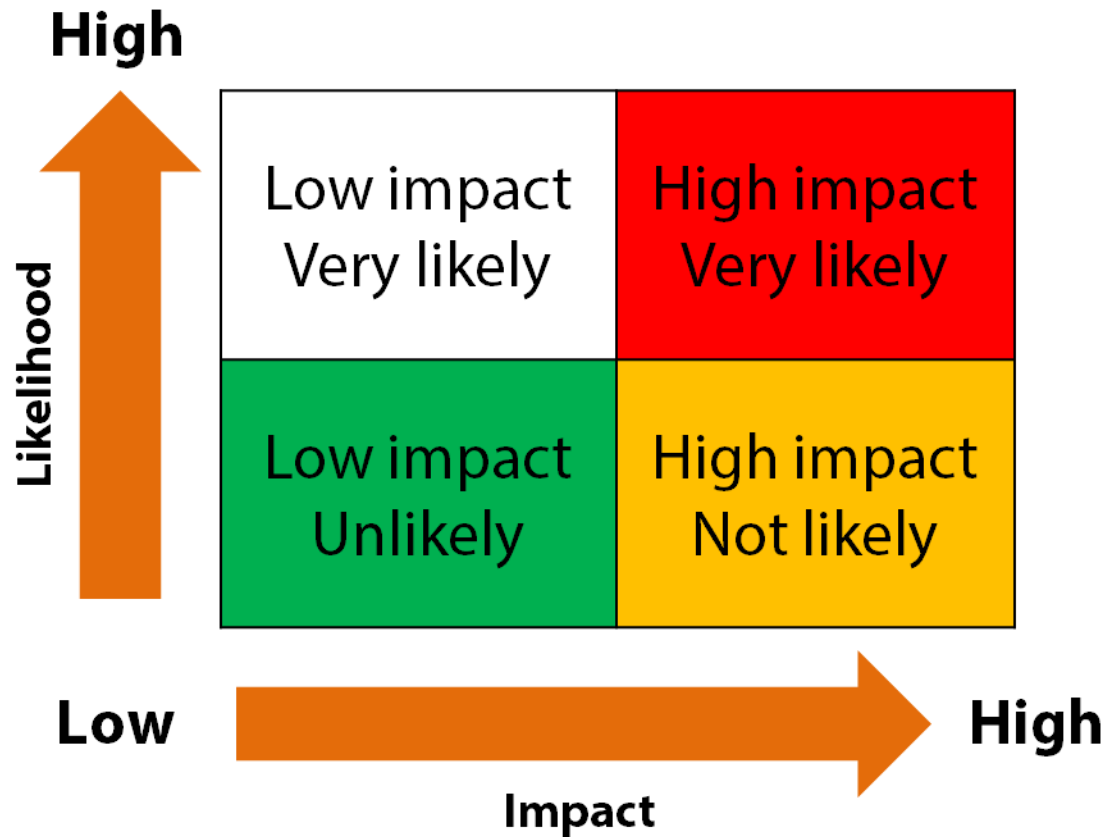 High
Low impact
Very likely
High impact
Very likely
Likelihood
Low impact
Unlikely
High impact
Not likely
Low
High
Impact